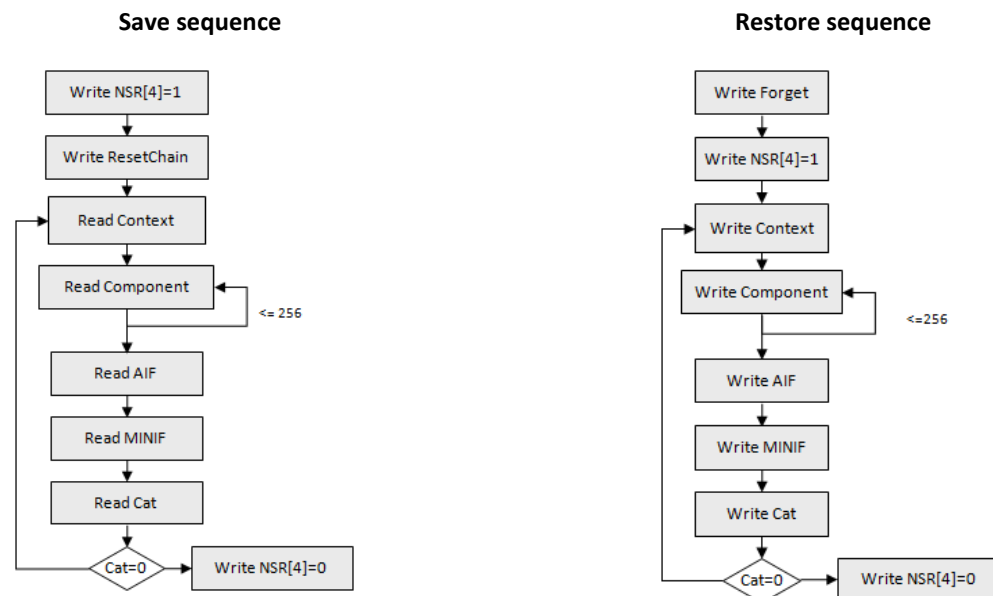 Save sequence
Write NSR[4]=1
Write ResetChain
Read Context
Read Component
<= 256
Read AIF
Read MINIF
Read Cat
Cat=0
Write NSR[4]=0
Restore sequence
Write Forget
Write NSR[4]=1
Write Context
Write Component
<=256
Write AIF
Write MINIF
Write Cat
Cat=0
Write NSR[4]=0